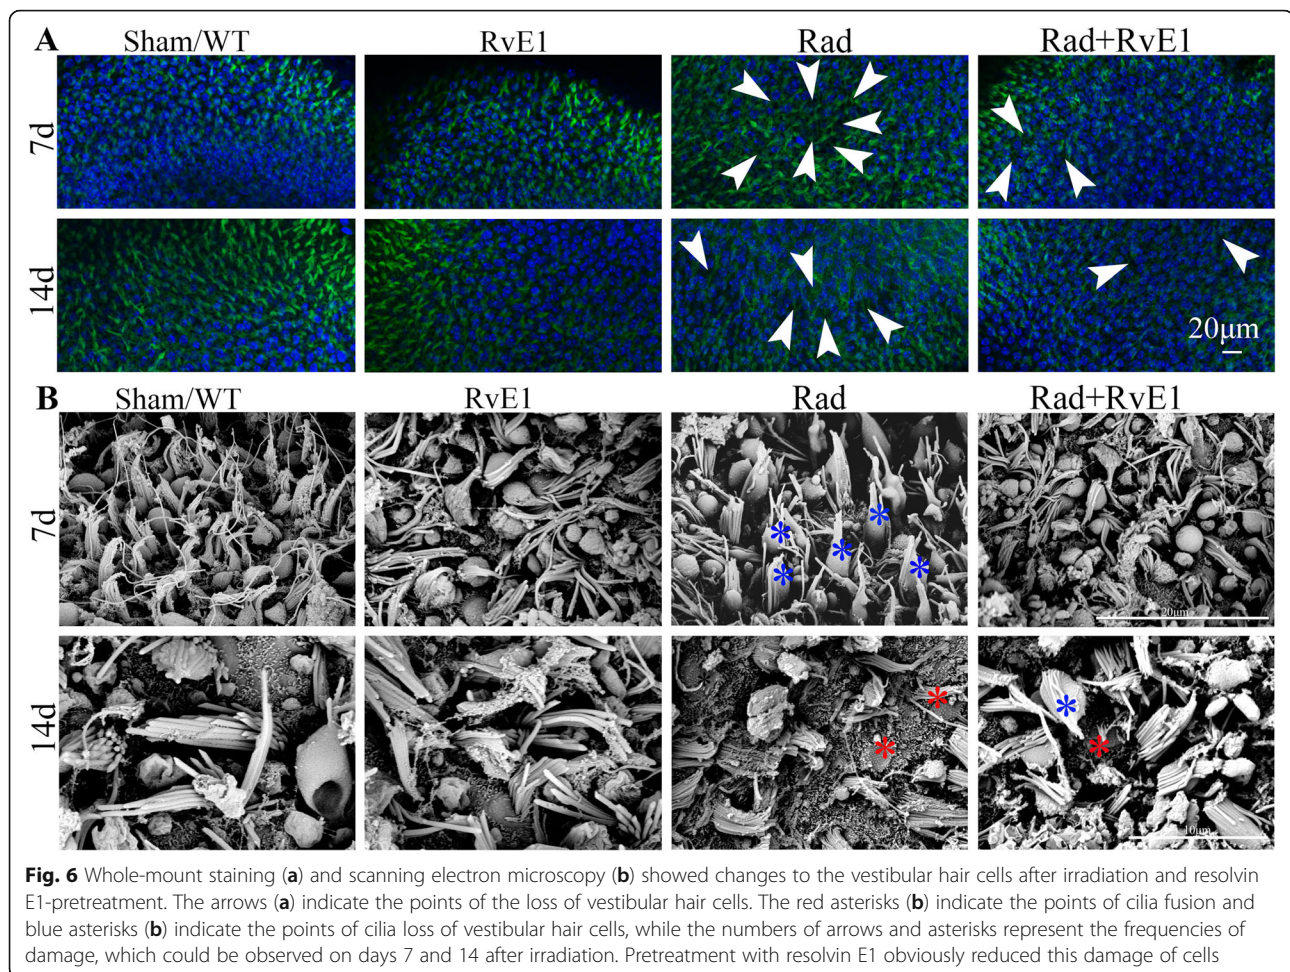 A
Sham/WT RvE1 Rad Rad+RvE1
7d
14d
20μm
B
Sham/WT RvE1 Rad Rad+RvE1
7d
*****
20μm
14d
** **
10μm
Fig. 6 Whole-mount staining (a) and scanning electron microscopy (b) showed changes to the vestibular hair cells after irradiation and resolvin
E1-pretreatment. The arrows (a) indicate the points of the loss of vestibular hair cells. The red asterisks (b) indicate the points of cilia fusion and
blue asterisks (b) indicate the points of cilia loss of vestibular hair cells, while the numbers of arrows and asterisks represent the frequencies of
damage, which could be observed on days 7 and 14 after irradiation. Pretreatment with resolvin E1 obviously reduced this damage of cells